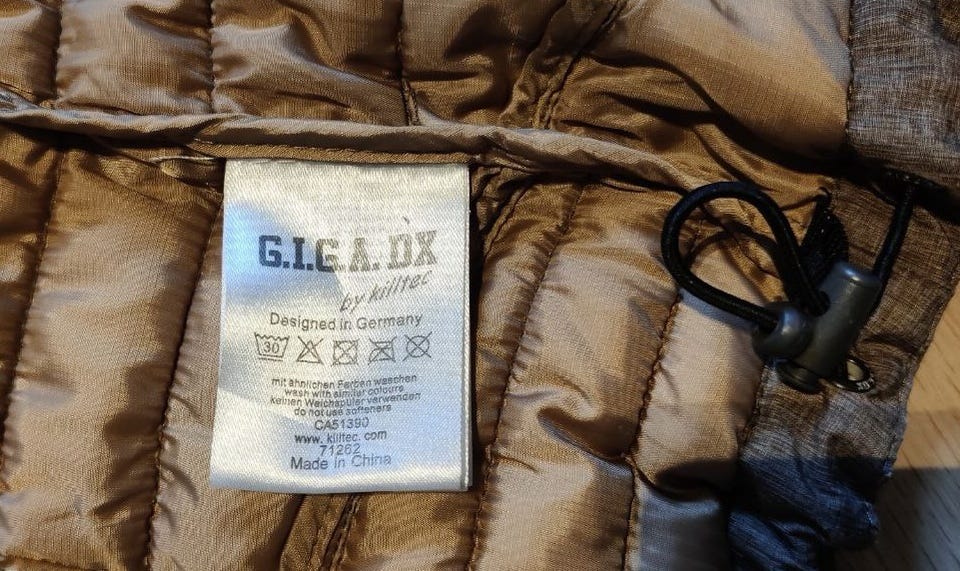 G.I.G.A. DX
by killtec
Designed in Germany
30
mit ähnlichen Farben waschen
wash with similar colours
keinen Weichspüler verwenden
do not use softeners
CA51390
www. killtec. com
71262
Made in China